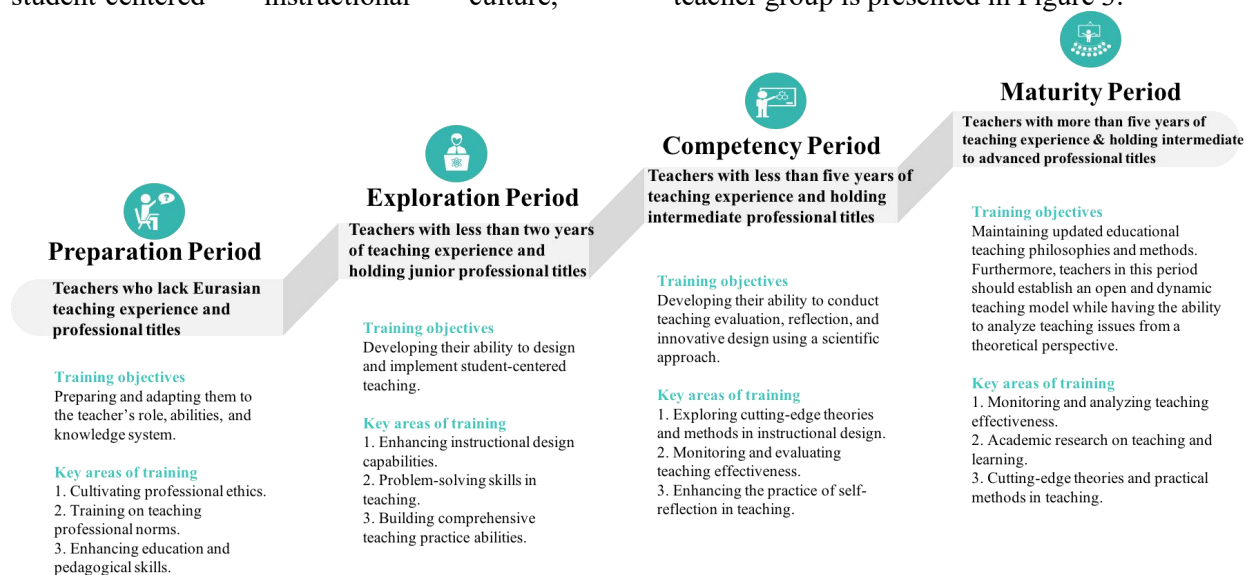 student-centered instructional culture,
teacher group is presented in Figure 3.
Preparation Period
Teachers who lack Eurasian
teaching experience and
professional titles
Training objectives
Preparing and adapting them to
the teacher's role, abilities, and
knowledge system.
Key areas of training
1. Cultivating professional ethics.
2. Training on teaching
professional norms.
3. Enhancing education and
pedagogical skills.
Exploration Period
Teachers with less than two years
of teaching experience and
holding junior professional titles
Training objectives
Developing their ability to design
and implement student-centered
teaching.
Key areas of training
1. Enhancing instructional design
capabilities.
2. Problem-solving skills in
teaching.
3. Building comprehensive
teaching practice abilities.
Competency Period
Teachers with less than five years of
teaching experience and holding
intermediate professional titles
Training objectives
Developing their ability to conduct
teaching evaluation, reflection, and
innovative design using a scientific
approach.
Key areas of training
1. Exploring cutting-edge theories
and methods in instructional design.
2. Monitoring and evaluating
teaching effectiveness.
3. Enhancing the practice of self-
reflection in teaching.
Maturity Period
Teachers with more than five years of
teaching experience & holding intermediate
to advanced professional titles
Training objectives
Maintaining updated educational
teaching philosophies and methods.
Furthermore, teachers in this period
should establish an open and dynamic
teaching model while having the ability
to analyze teaching issues from a
theoretical perspective.
Key areas of training
1. Monitoring and analyzing teaching
effectiveness.
2. Academic research on teaching and
learning.
3. Cutting-edge theories and practical
methods in teaching.